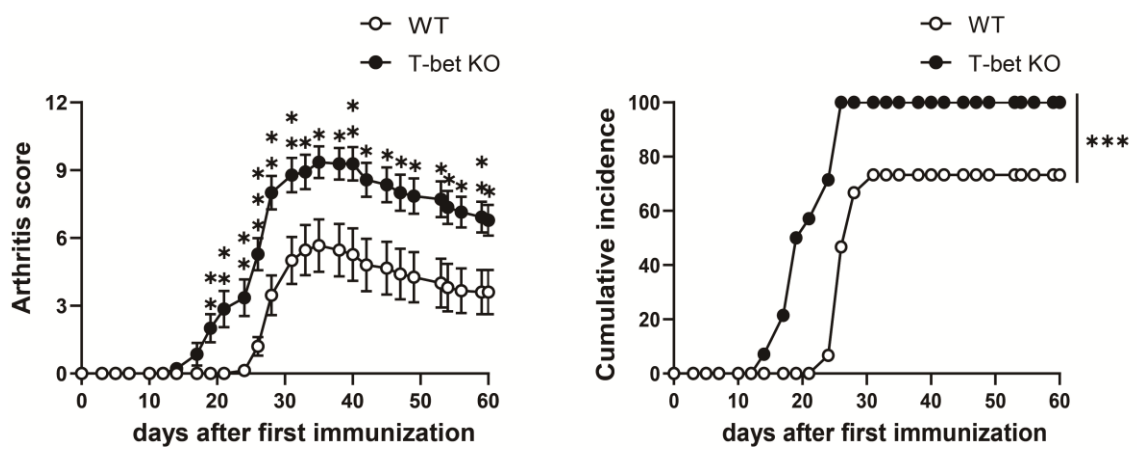 WT
T-bet KO
Arthritis score
12
9
6
3
0
* * * * * * * * * * * * * * * * * * * * * * * * * * *
0 10 20 30 40 50 60
days after first immunization
WT
T-bet KO
Cumulative incidence
100
80
60
40
20
0
***
0 10 20 30 40 50 60
days after first immunization